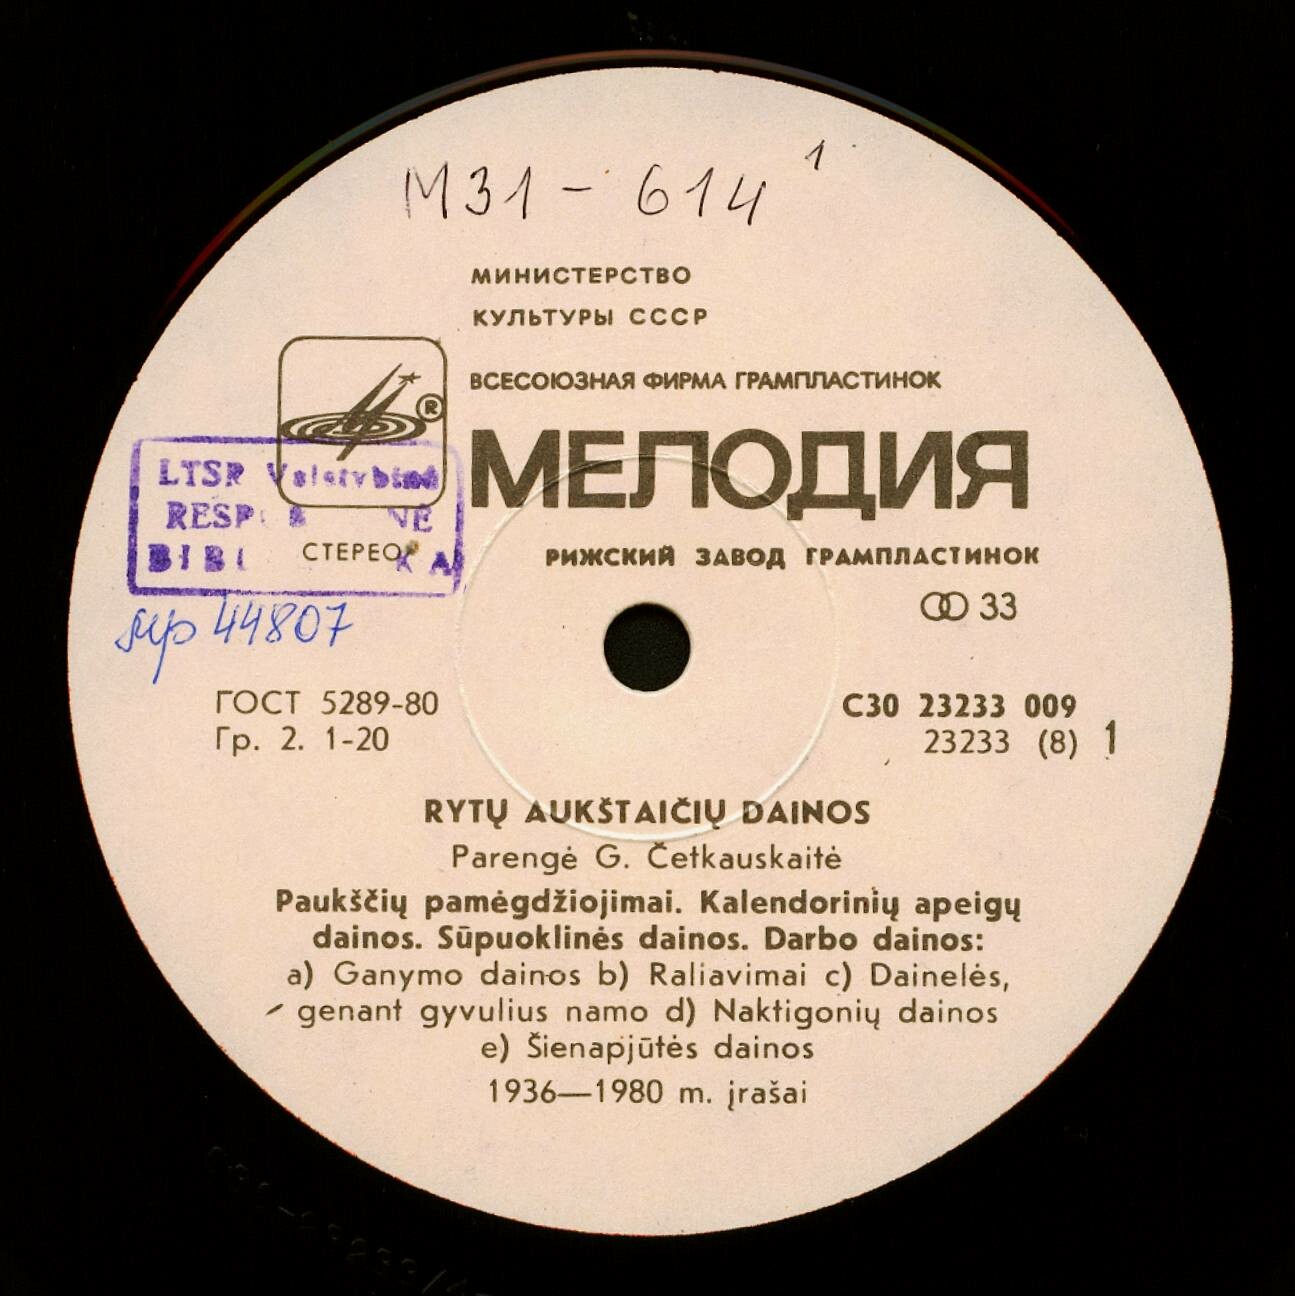 M31 - 614 1
МИНИСТЕРСТВО
КУЛЬТУРЫ СССР
ВСЕСОЮЗНАЯ ФИРМА ГРАМПЛАСТИНОК
®
МЕЛОДИЯ
LTSR Valstybinė
СТЕРЕО
РИЖСКИЙ ЗАВОД ГРАМПЛАСТИНОК
33
44807
ГОСТ 5289-80
Гр. 2. 1-20
С30 23233 009
23233 (8) 1
RYTŲ AUKŠTAIČIŲ DAINOS
Parengė G. Četkauskaitė
Paukščių pamėgdžiojimai. Kalendorinių apeigų
dainos. Sūpuoklinės dainos. Darbo dainos:
a) Ganymo dainos b) Raliavimai c) Dainelės,
genant gyvulius namo d) Naktigonių dainos
e) Šienapjūtės dainos
1936—1980 m. įrašai